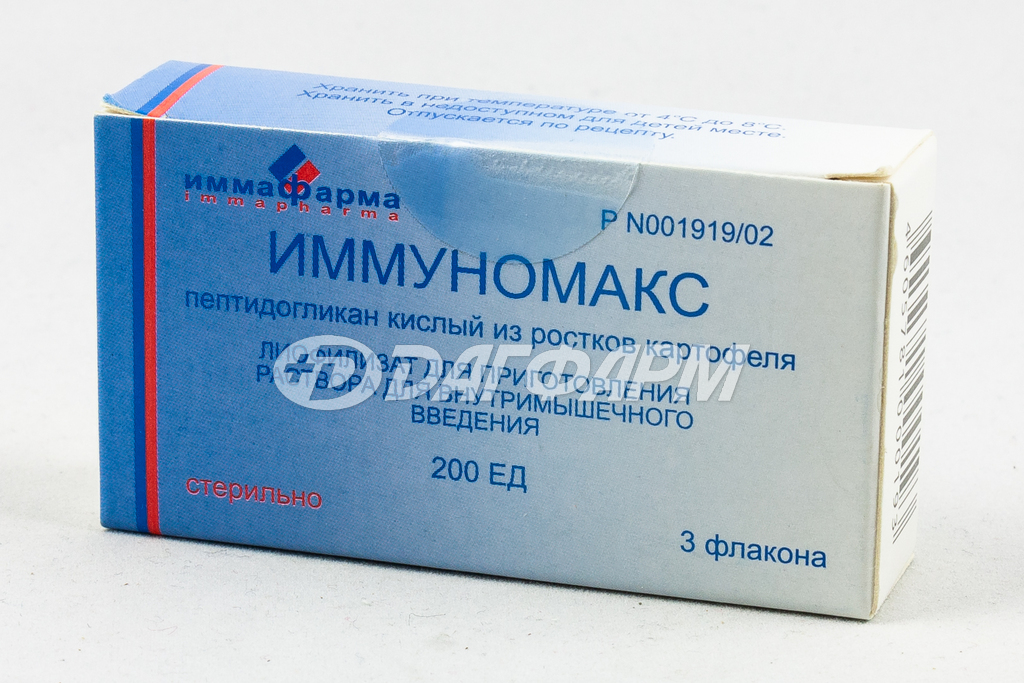 Хранить при температуре от 4°С до 8°С.
Хранить в недоступном для детей месте.
Отпускается по рецепту.
иммафарма
immapharma
Р N001919/02
ИММУНОМАКС
пептидогликан кислый из ростков картофеля
ЛИОФИЛИЗАТ ДЛЯ ПРИГОТОВЛЕНИЯ
РАСТВОРА ДЛЯ ВНУТРИМЫШЕЧНОГО
ВВЕДЕНИЯ
ДРАГФАРМ
200 ЕД
стерильно
3 флакона